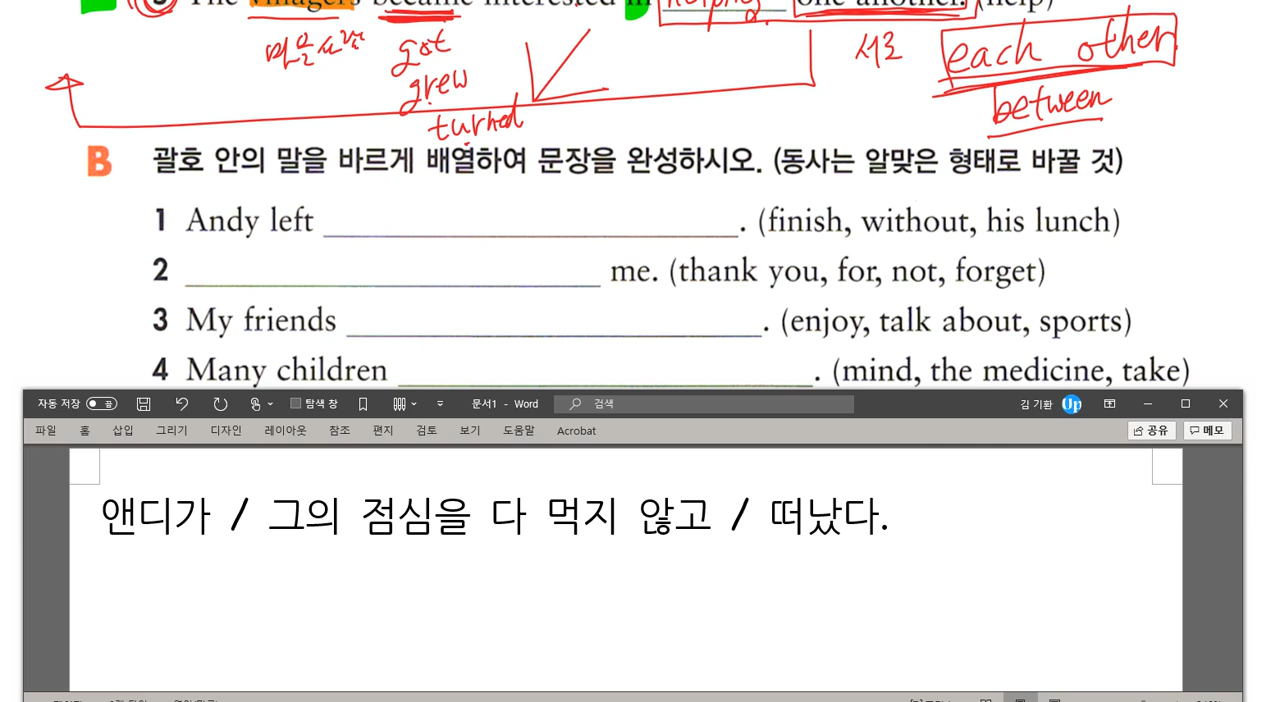 The villagers became interested in helping one another. (help)
마을사람 got 서로 each other
grew between
turned
B 괄호 안의 말을 바르게 배열하여 문장을 완성하시오. (동사는 알맞은 형태로 바꿀 것)
1 Andy left ______. (finish, without, his lunch)
2 ______ me. (thank you, for, not, forget)
3 My friends ______. (enjoy, talk about, sports)
4 Many children ______. (mind, the medicine, take)
자동 저장 끔 탐색 창 문서1 - Word 검색 김 기환 Up
파일 홈 삽입 그리기 디자인 레이아웃 참조 편지 검토 보기 도움말 Acrobat 공유 메모
앤디가 / 그의 점심을 다 먹지 않고 / 떠났다.